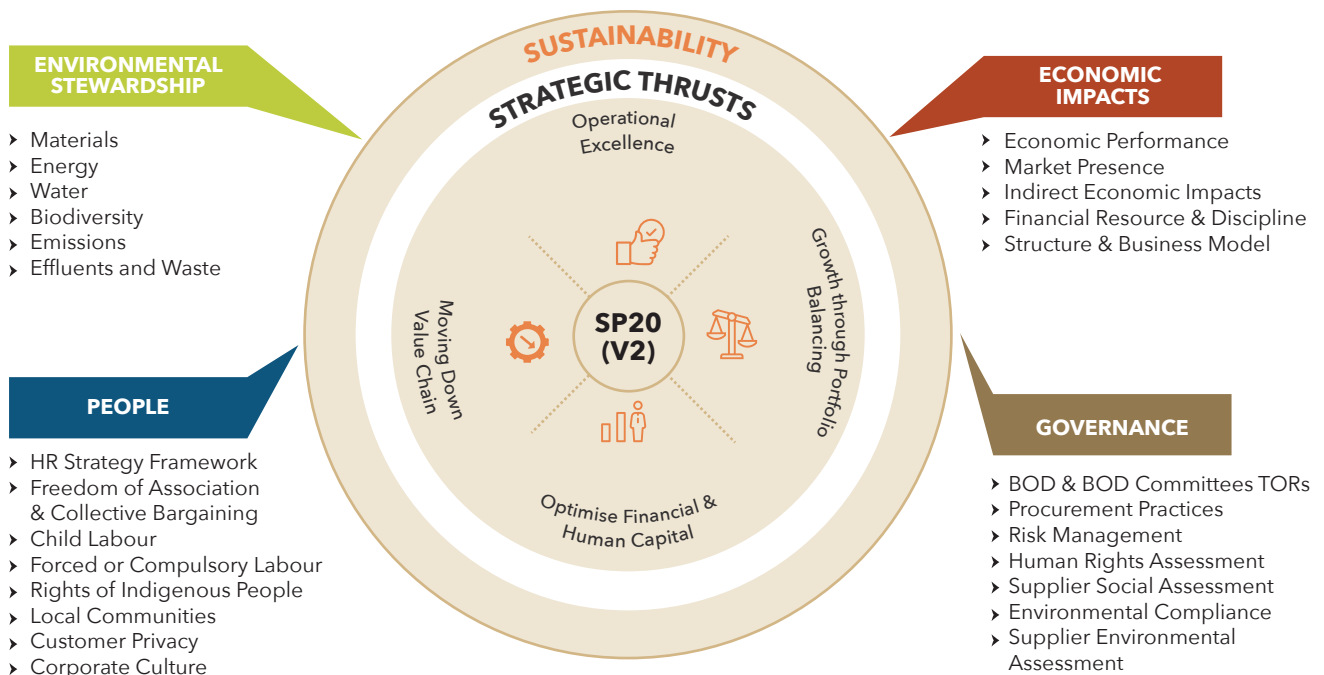 SUSTAINABILITY
STRATEGIC THRUSTS
Operational
Excellence
Growth through Portfolio
Balancing
Optimise Financial &
Human Capital
Moving Down
Value Chain
SP20
(V2)
ENVIRONMENTAL
STEWARDSHIP
Materials
Energy
Water
Biodiversity
Emissions
Effluents and Waste
PEOPLE
HR Strategy Framework
Freedom of Association
& Collective Bargaining
Child Labour
Forced or Compulsory Labour
Rights of Indigenous People
Local Communities
Customer Privacy
Corporate Culture
ECONOMIC
IMPACTS
Economic Performance
Market Presence
Indirect Economic Impacts
Financial Resource & Discipline
Structure & Business Model
GOVERNANCE
BOD & BOD Committees TORs
Procurement Practices
Risk Management
Human Rights Assessment
Supplier Social Assessment
Environmental Compliance
Supplier Environmental
Assessment